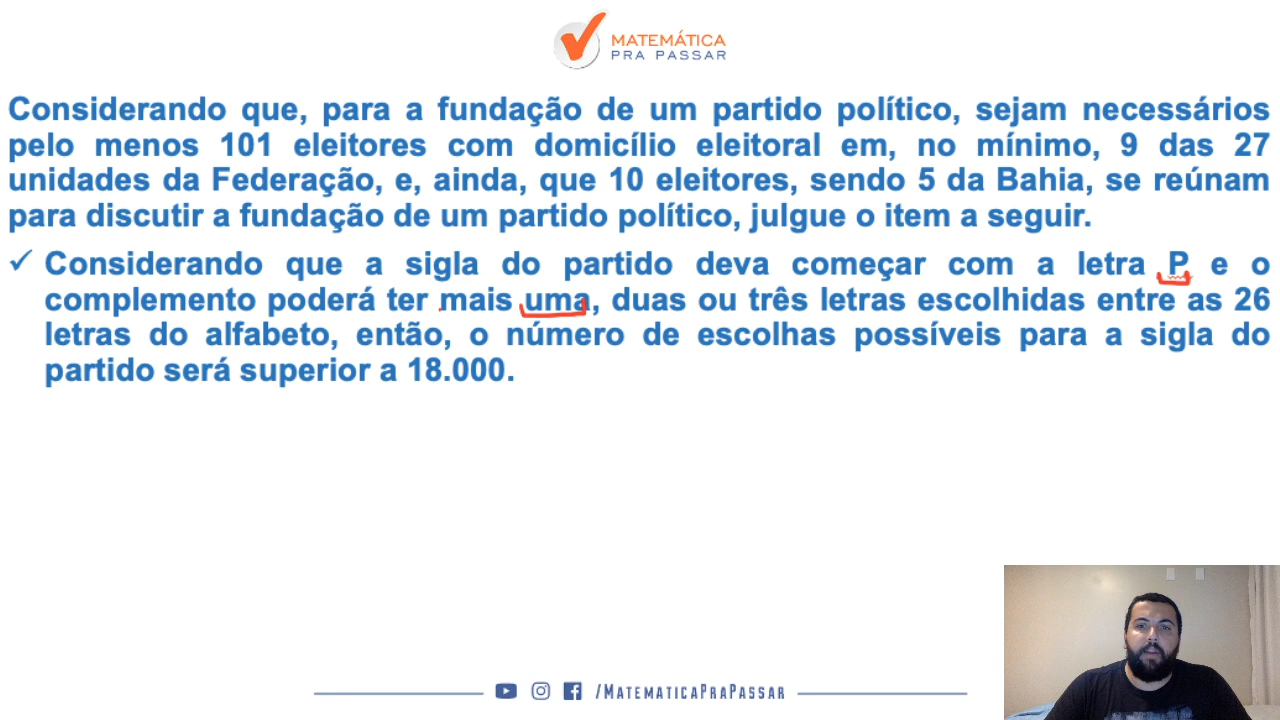 MATEMÁTICA
PRA PASSAR
Considerando que, para a fundação de um partido político, sejam necessários
pelo menos 101 eleitores com domicílio eleitoral em, no mínimo, 9 das 27
unidades da Federação, e, ainda, que 10 eleitores, sendo 5 da Bahia, se reúnam
para discutir a fundação de um partido político, julgue o item a seguir.
✓ Considerando que a sigla do partido deva começar com a letra P e o
complemento poderá ter mais uma, duas ou três letras escolhidas entre as 26
letras do alfabeto, então, o número de escolhas possíveis para a sigla do
partido será superior a 18.000.
/MATEMATICAPRAPASSAR